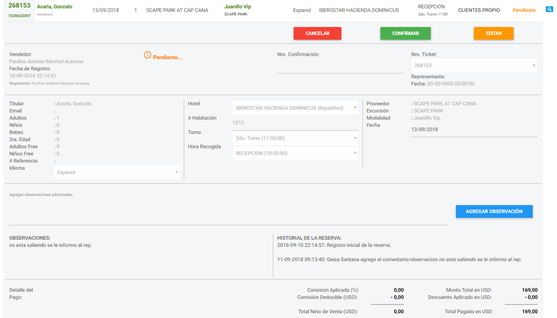 268153 Avaria, Gonzalo 13/09/2018 1 SCAPE PARK AT CAP CANA Juanillo Vip Espanol IBEROSTAR HACIENDA DOMINICUS RECEPCION CLIENTES PROPIO Pendiente
SCAPE PARK 2do. Turno 11:00
CANCELAR CONFIRMAR EDITAR
Vendedor:
Paulino Antonio Marmol Aracena
Fecha de Registro:
10-09-2018 22:14:57
Registrante: Paulino Antonio Marmol Aracena
Pendiente...
Nro. Confirmación:
Nro. Ticket:
268153
Representante:
Fecha: 00-00-0000 00:00:00
Titular : Avaria, Gonzalo
Email :
Adultos : 1
Niños : 0
Bebes : 0
3ra. Edad : 0
Adultos Free : 0
Niños Free : 0
# Referencia :
Idioma Espanol
Hotel IBEROSTAR HACIENDA DOMINICUS (Bayahibe))
# Habitación 1212
Turno 2do. Turno (11:00:00)
Hora Recogida RECEPCION (10:00:00)
Proveedor : SCAPE PARK AT CAP CANA
Excursión : SCAPE PARK
Modalidad : Juanillo Vip
Fecha
13/09/2018
Agregar observaciones adicionales:
AGREGAR OBSERVACIÓN
OBSERVACIONES:
no esta saliendo se le informo al rep.
HISTORIAL DE LA RESERVA:
2018-09-10 22:14:57: Registro inicial de la reserva.
11-09-2018 09:13:40: Geisa Santana agrego el comentario/observacion no esta saliendo se le informo al rep.
Detalle del
Pago:
Comisión Aplicada (%): 0,00
Comisión Deducible (USD): - 0,00
Total Neto de Venta (USD): 0,00
Monto Total en USD: 169,00
Descuento Aplicado en USD: - 0,00
Total Pagado en USD: 169,00